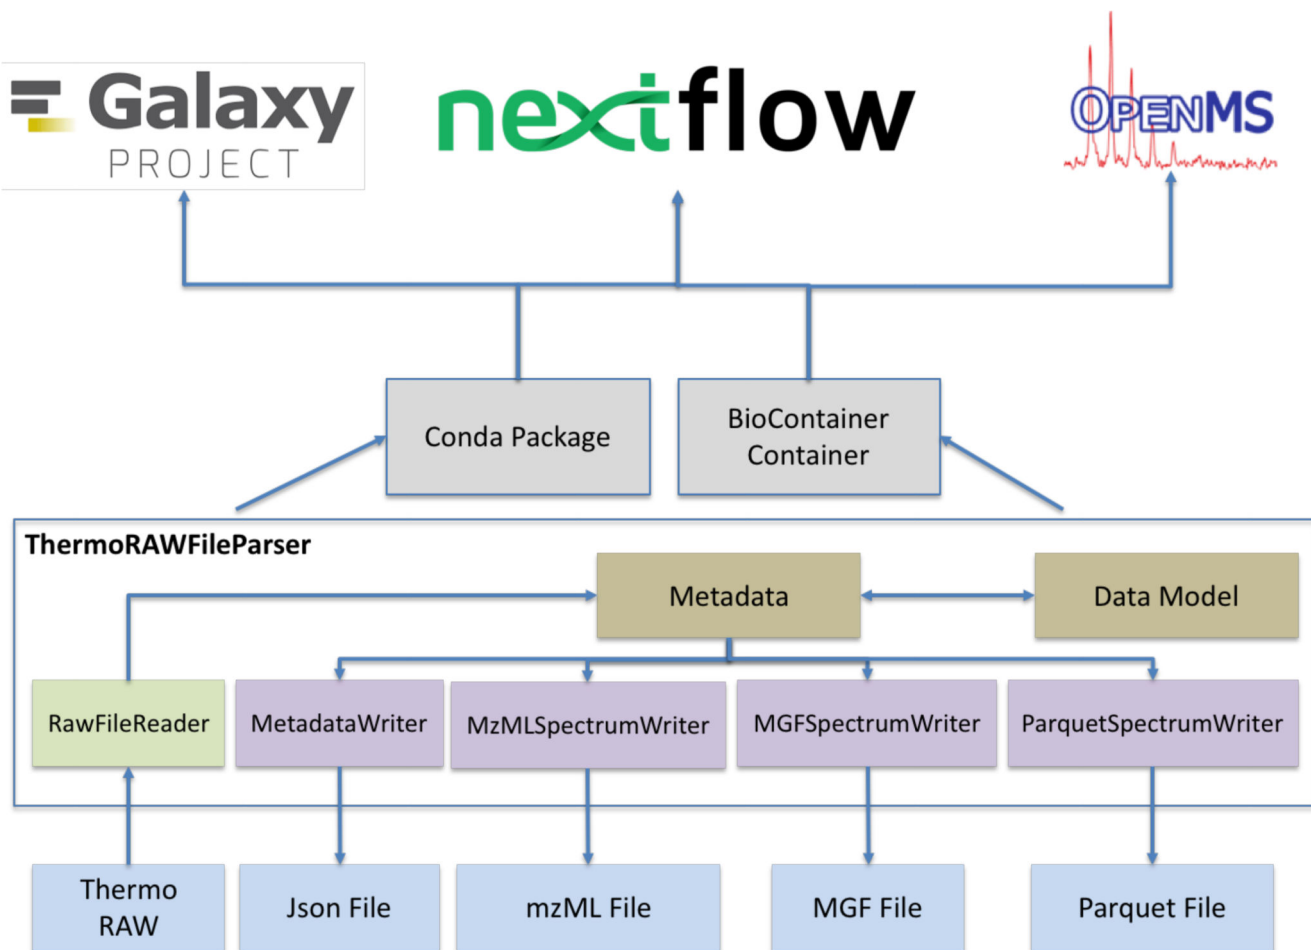 Galaxy
PROJECT
nextflow
OPENMS
Conda Package
BioContainer
Container
ThermoRAWFileParser
Metadata
Data Model
RawFileReader
MetadataWriter
MzMLSpectrumWriter
MGFSpectrumWriter
ParquetSpectrumWriter
Thermo
RAW
Json File
mzML File
MGF File
Parquet File